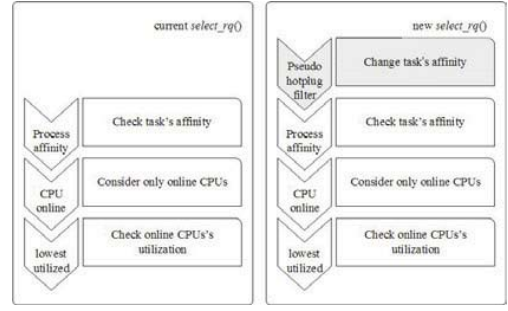 current select_rq()
Process
affinity
Check task's affinity
CPU
online
Consider only online CPUs
lowest
utilized
Check online CPUs's
utilization
new select_rq()
Pseudo
hotplug
filter
Change task's affinity
Process
affinity
Check task's affinity
CPU
online
Consider only online CPUs
lowest
utilized
Check online CPUs's
utilization